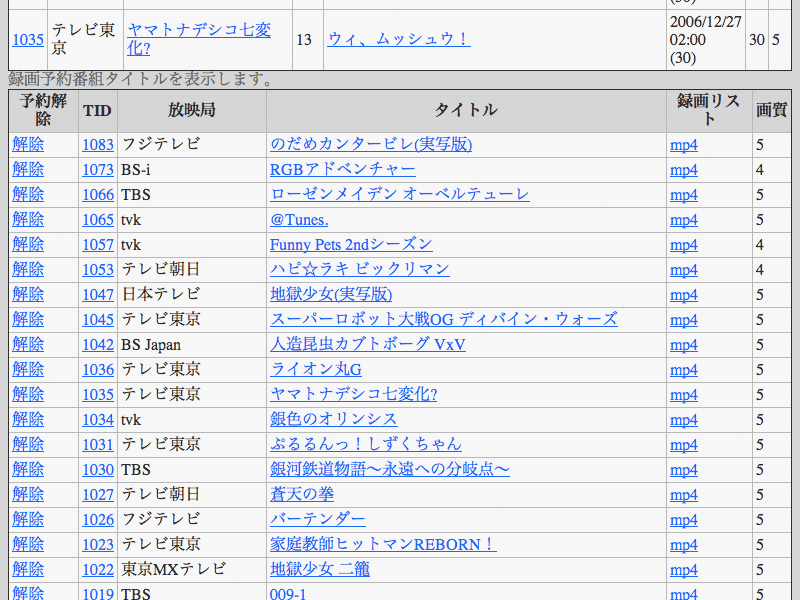 (30)
1035 テレビ東京 ヤマトナデシコ七変化? 13 ウィ、ムッシュウ！ 2006/12/27 02:00 (30) 30 5
録画予約番組タイトルを表示します。
予約解除 TID 放映局 タイトル 録画リスト 画質
解除 1083 フジテレビ のだめカンタービレ(実写版) mp4 5
解除 1073 BS-i RGBアドベンチャー mp4 4
解除 1066 TBS ローゼンメイデン オーベルテューレ mp4 5
解除 1065 tvk @Tunes. mp4 5
解除 1057 tvk Funny Pets 2ndシーズン mp4 4
解除 1053 テレビ朝日 ハピ☆ラキ ビックリマン mp4 4
解除 1047 日本テレビ 地獄少女(実写版) mp4 5
解除 1045 テレビ東京 スーパーロボット大戦OG ディバイン・ウォーズ mp4 5
解除 1042 BS Japan 人造昆虫カブトボーグ VxV mp4 5
解除 1036 テレビ東京 ライオン丸G mp4 5
解除 1035 テレビ東京 ヤマトナデシコ七変化? mp4 5
解除 1034 tvk 銀色のオリンシス mp4 5
解除 1031 テレビ東京 ぷるるんっ！しずくちゃん mp4 5
解除 1030 TBS 銀河鉄道物語〜永遠への分岐点〜 mp4 5
解除 1027 テレビ朝日 蒼天の拳 mp4 5
解除 1026 フジテレビ バーテンダー mp4 5
解除 1023 テレビ東京 家庭教師ヒットマンREBORN！ mp4 5
解除 1022 東京MXテレビ 地獄少女 二籠 mp4 5
解除 1019 TBS 009-1 mp4 5